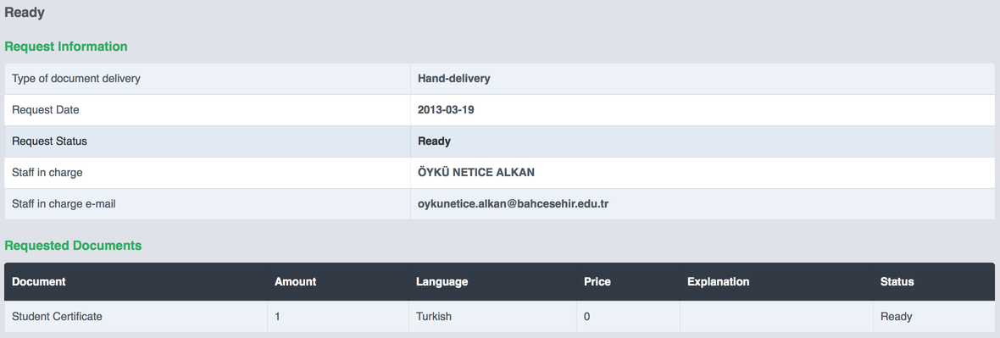 Ready
Request Information
Type of document delivery Hand-delivery
Request Date 2013-03-19
Request Status Ready
Staff in charge ÖYKÜ NETICE ALKAN
Staff in charge e-mail oykunetice.alkan@bahcesehir.edu.tr
Requested Documents
Document Amount Language Price Explanation Status
Student Certificate 1 Turkish 0 Ready